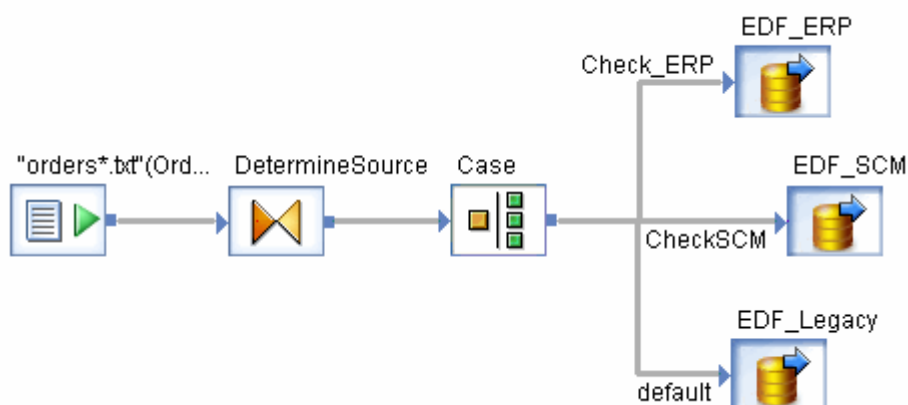 EDF_ERP
Check_ERP
"orders*.txt"(Ord... DetermineSource Case EDF_SCM
CheckSCM
EDF_Legacy
default